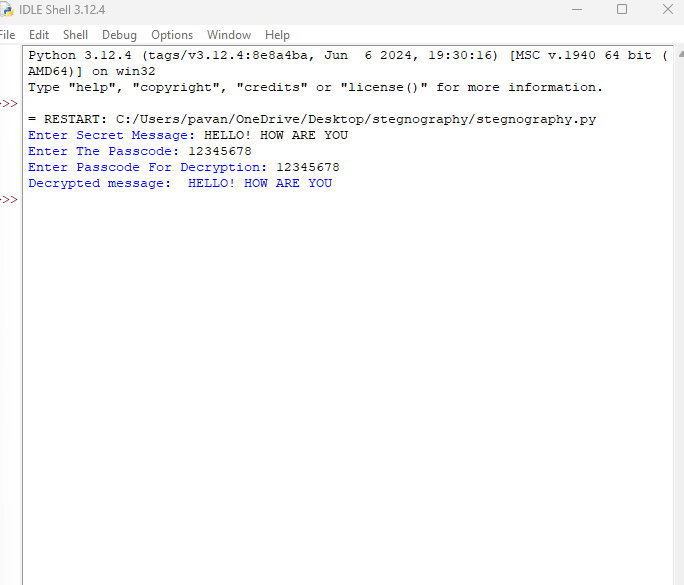 IDLE Shell 3.12.4
File Edit Shell Debug Options Window Help
Python 3.12.4 (tags/v3.12.4:8e8a4ba, Jun  6 2024, 19:30:16) [MSC v.1940 64 bit (
AMD64)] on win32
Type "help", "copyright", "credits" or "license()" for more information.
>>>
= RESTART: C:/Users/pavan/OneDrive/Desktop/stegnography/stegnography.py
Enter Secret Message: HELLO! HOW ARE YOU
Enter The Passcode: 12345678
Enter Passcode For Decryption: 12345678
Decrypted message:  HELLO! HOW ARE YOU
>>>